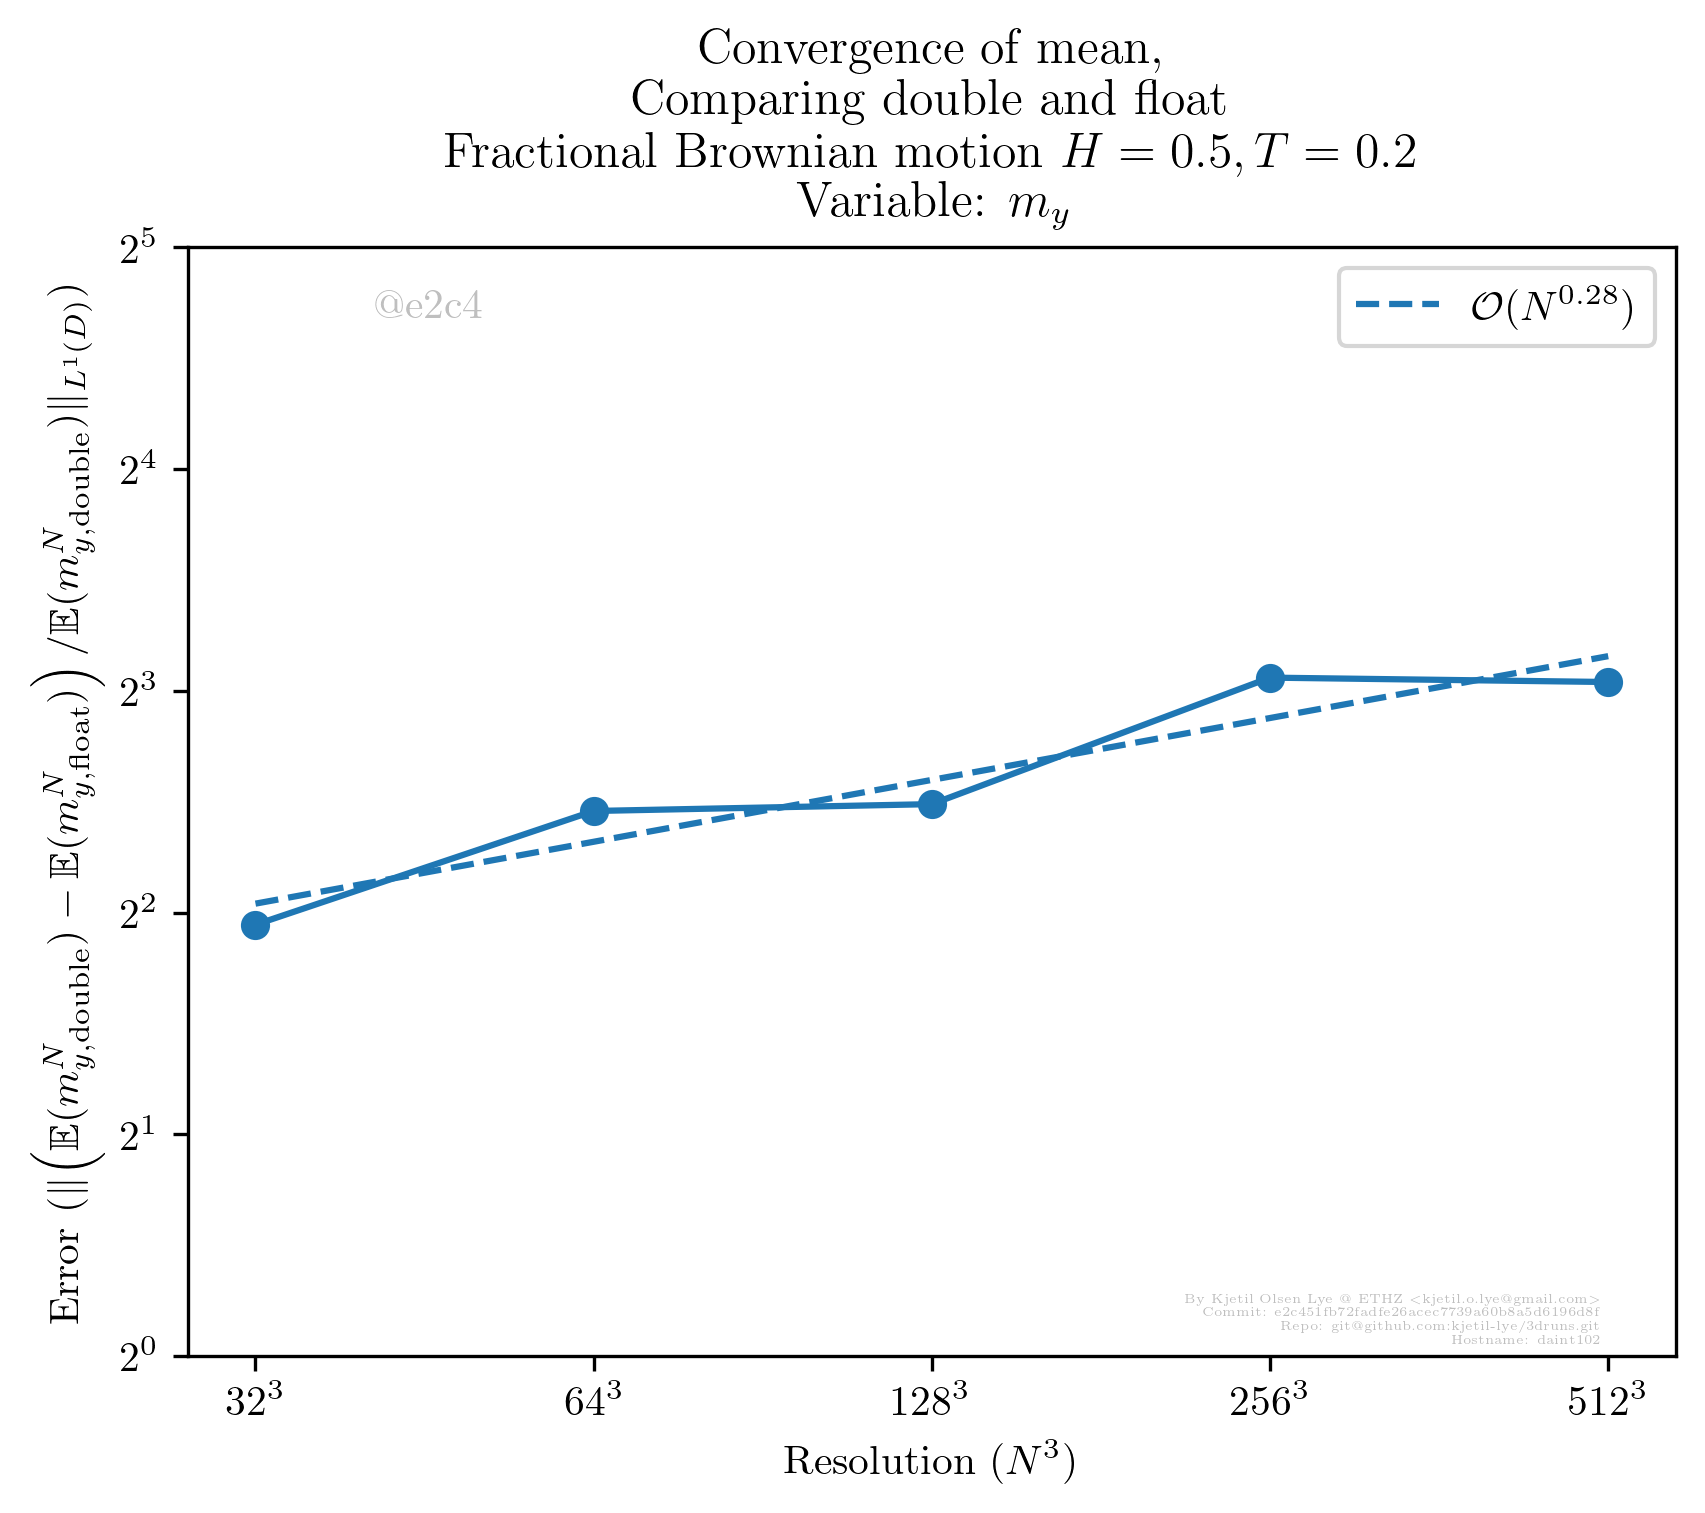 Convergence of mean,
Comparing double and float
Fractional Brownian motion $H = 0.5, T = 0.2$
Variable: $m_y$
Error $(\|\left(\mathbb{E}(m^N_{y,\mathrm{double}}) - \mathbb{E}(m^N_{y,\mathrm{float}})\right)/\mathbb{E}(m^N_{y,\mathrm{double}})\|_{L^1(D)})$
$2^5$
$2^4$
$2^3$
$2^2$
$2^1$
$2^0$
@e2c4
$\mathcal{O}(N^{0.28})$
By Kjetil Olsen Lye @ ETHZ <kjetil.o.lye@gmail.com>
Commit: e2c451fb72fadfe26acec7739a60b8a5d6196d8f
Repo: git@github.com:kjetil-lye/3druns.git
Hostname: daint102
$32^3$ $64^3$ $128^3$ $256^3$ $512^3$
Resolution $(N^3)$